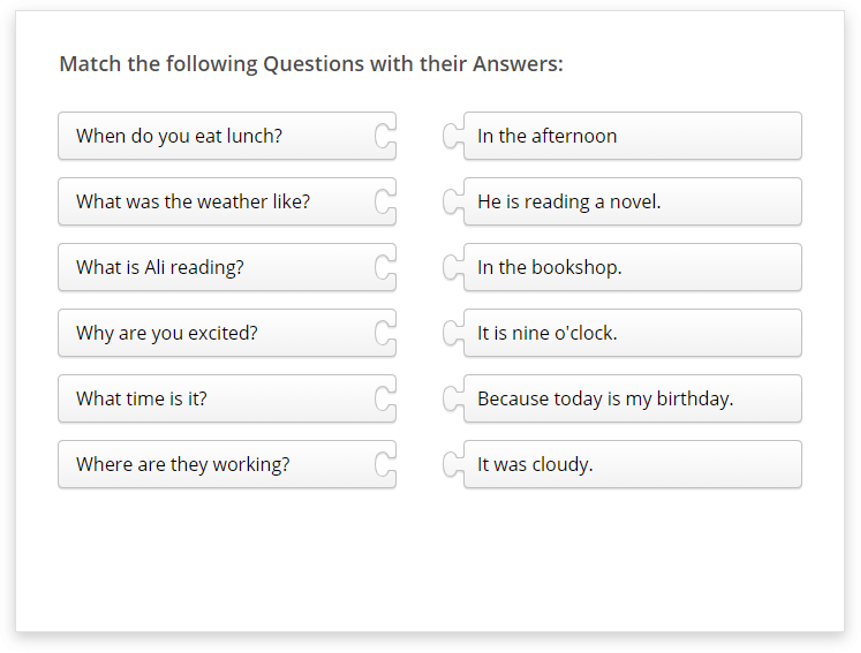 Match the following Questions with their Answers:
When do you eat lunch?
In the afternoon
What was the weather like?
He is reading a novel.
What is Ali reading?
In the bookshop.
Why are you excited?
It is nine o'clock.
What time is it?
Because today is my birthday.
Where are they working?
It was cloudy.